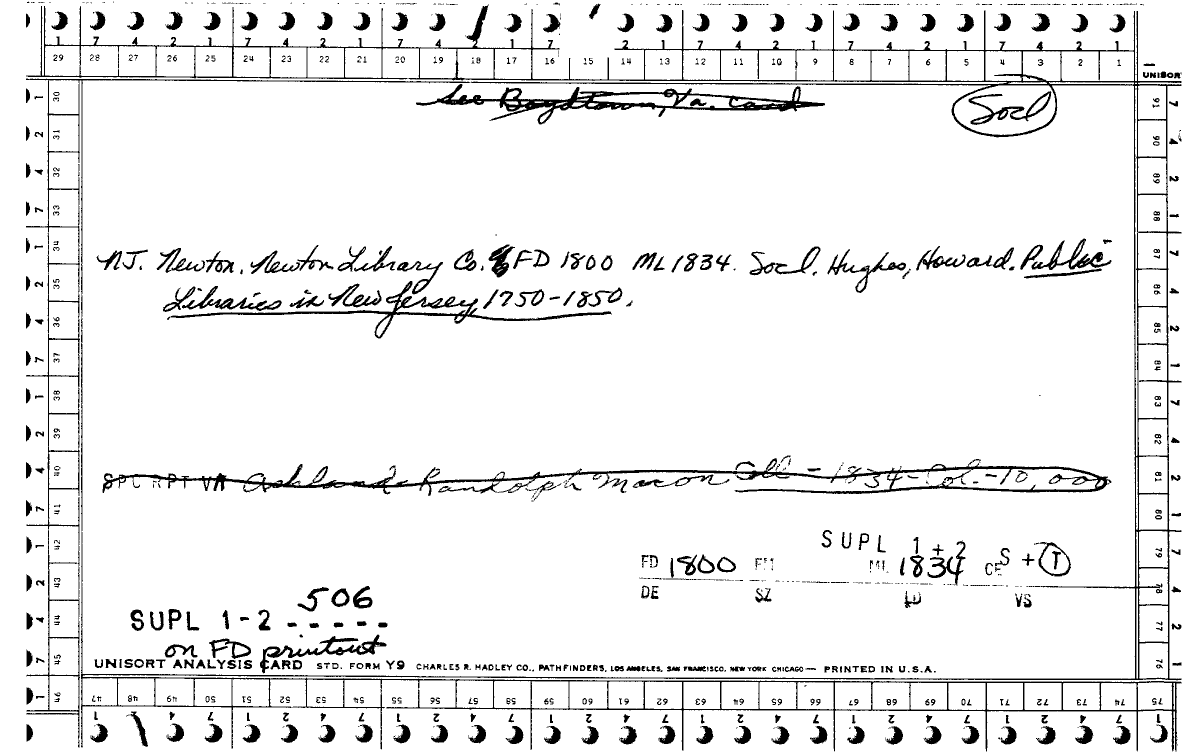 7 4 2 1 7 4 2 1 7 4 2 1 7 2 1 7 4 2 1 7 4 2 1 7 4 2 1
29 28 27 26 25 24 23 22 21 20 19 18 17 16 15 14 13 12 11 10 9 8 7 6 5 4 3 2 1
UNISORT
See Boydtown, Va. card
Socl
NJ. Newton. Newton Library Co. FD 1800 ML 1834. Socl. Hughes, Howard. Public
Libraries in New Jersey, 1750-1850.
SPC RPT VA Ashland Randolph Macon Coll - 1834 - Col. - 10,000
SUPL 1 + 2
FD 1800 EM ML 1834 CE S + T
DE SZ LD VS
506
SUPL 1-2 - - - - -
on FD printout
UNISORT ANALYSIS CARD STD. FORM Y9 CHARLES R. HADLEY CO., PATHFINDERS, LOS ANGELES, SAN FRANCISCO, NEW YORK CHICAGO — PRINTED IN U.S.A.
30 31 32 33 34 35 36 37 38 39 40 41 42 43 44 45 46
91 90 89 88 87 86 85 84 83 82 81 80 79 78 77 76 75
47 48 49 50 51 52 53 54 55 56 57 58 59 60 61 62 63 64 65 66 67 68 69 70 71 72 73 74